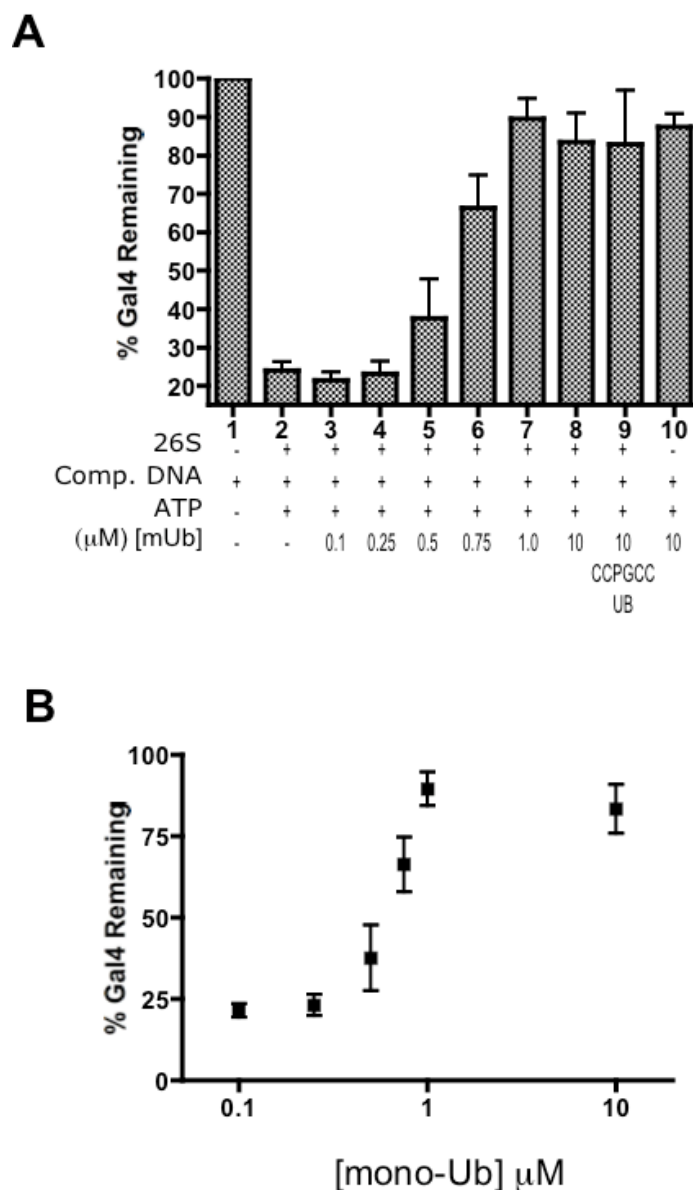 A
% Gal4 Remaining
100
90
80
70
60
50
40
30
20
1 2 3 4 5 6 7 8 9 10
26S - + + + + + + + + -
Comp. DNA + + + + + + + + + +
ATP - + + + + + + + + +
(μM) [mUb] - - 0.1 0.25 0.5 0.75 1.0 10 10 10
CCPGCC
UB
B
% Gal4 Remaining
100
75
50
25
0
0.1 1 10
[mono-Ub] μM